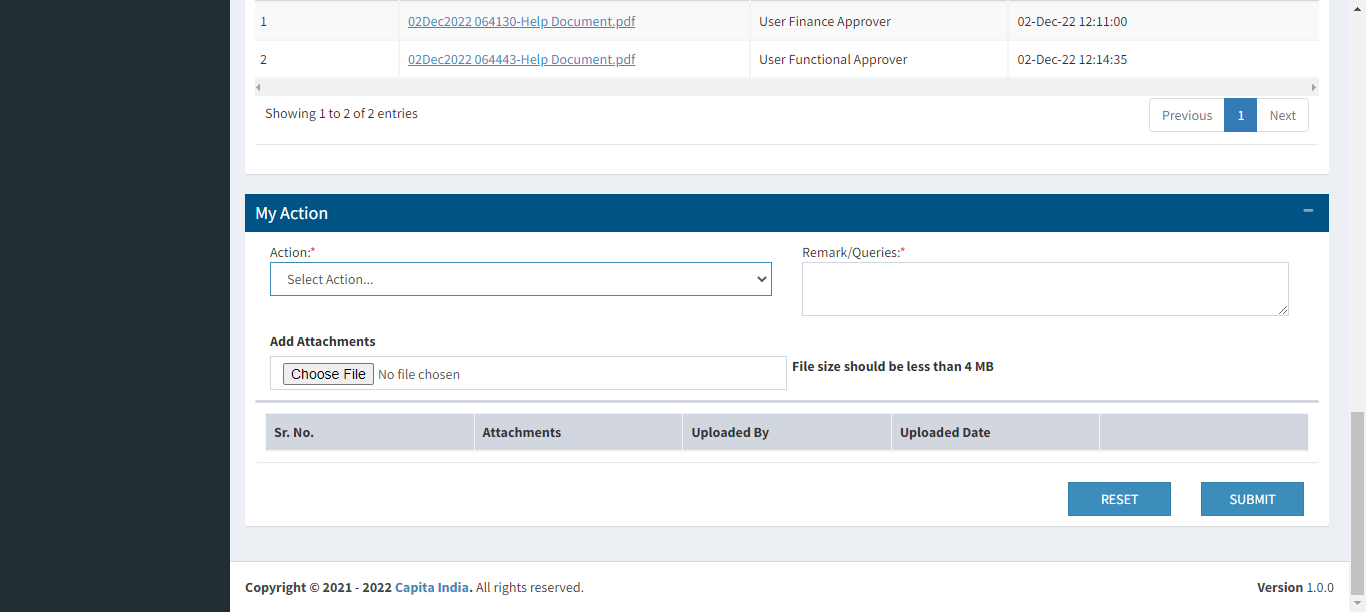 1 02Dec2022 064130-Help Document.pdf User Finance Approver 02-Dec-22 12:11:00
2 02Dec2022 064443-Help Document.pdf User Functional Approver 02-Dec-22 12:14:35
Showing 1 to 2 of 2 entries
Previous 1 Next
My Action
Action:* Remark/Queries:*
Select Action...
Add Attachments
Choose File No file chosen File size should be less than 4 MB
Sr. No. Attachments Uploaded By Uploaded Date
RESET SUBMIT
Copyright © 2021 - 2022 Capita India. All rights reserved. Version 1.0.0